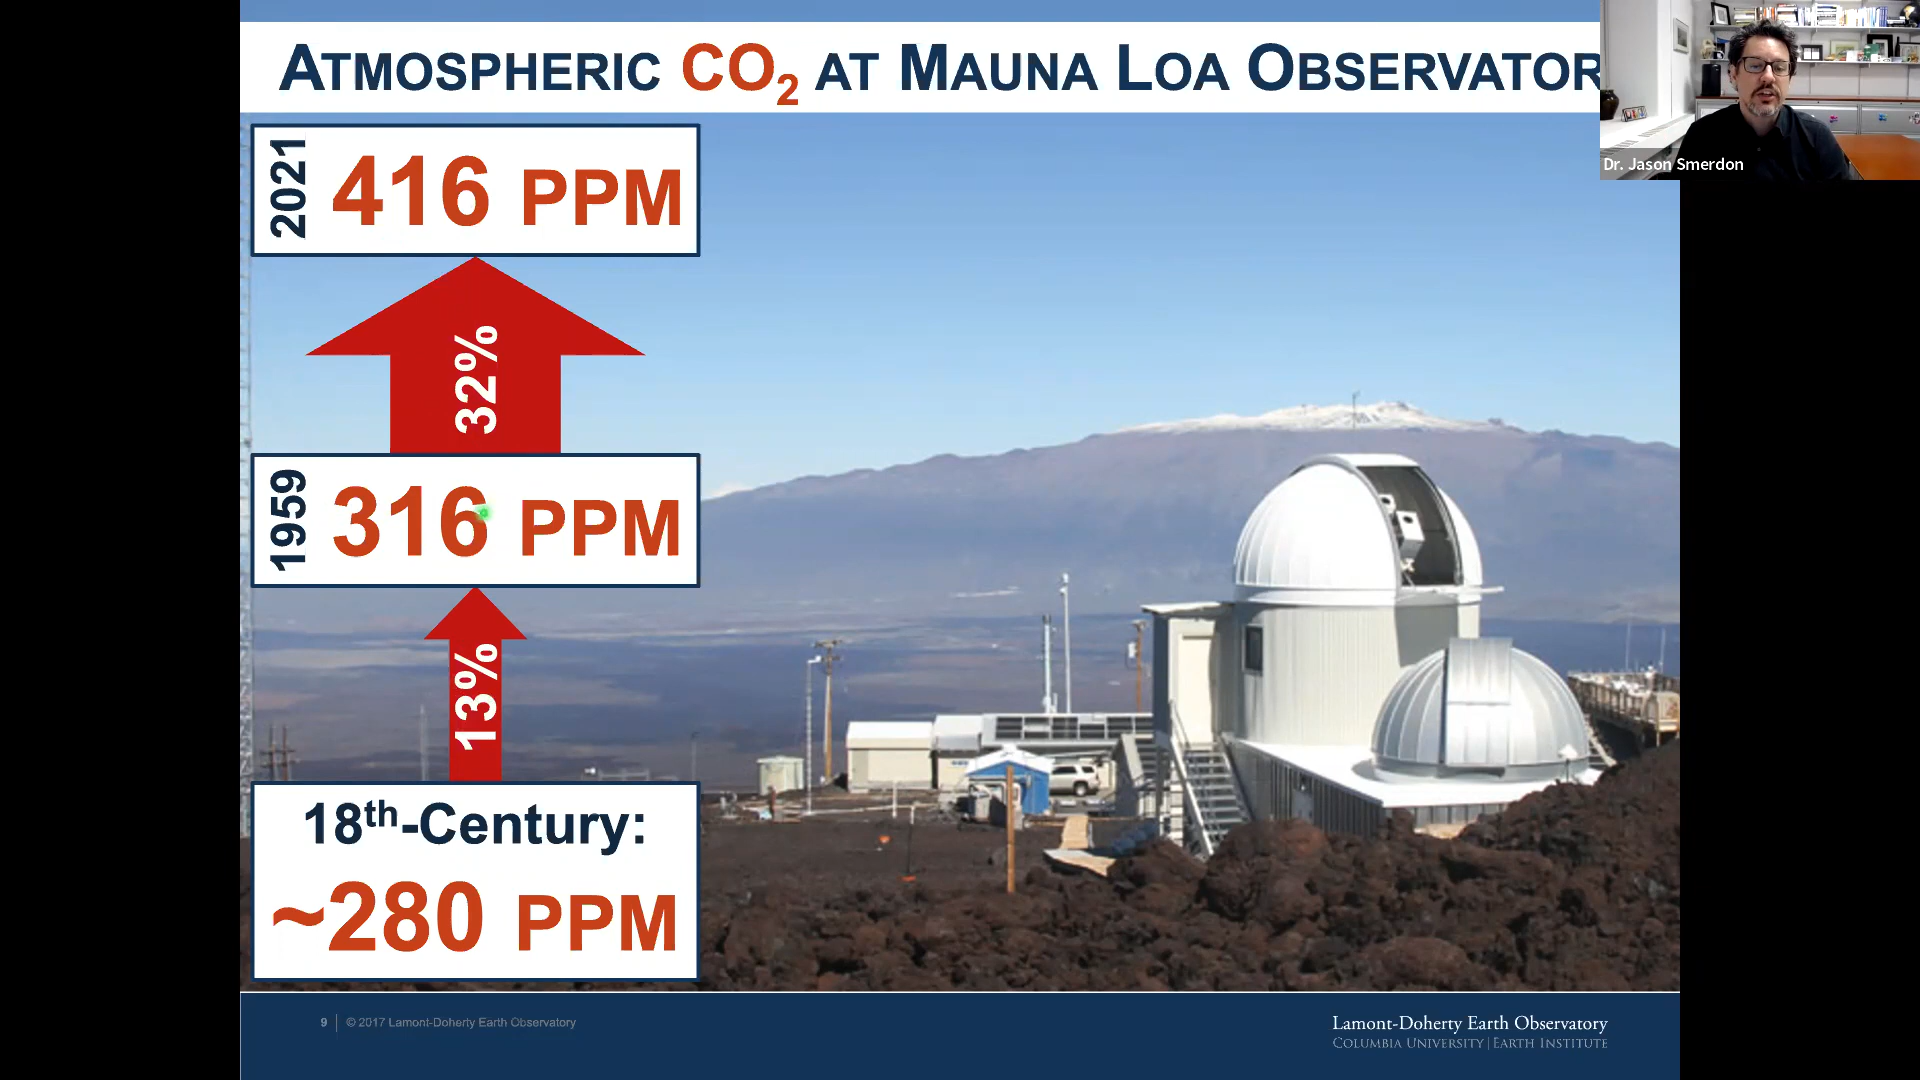 ATMOSPHERIC CO2 AT MAUNA LOA OBSERVATOR
Dr. Jason Smerdon
2021
416 PPM
32%
1959
316 PPM
13%
18th-Century:
~280 PPM
9 | © 2017 Lamont-Doherty Earth Observatory
Lamont-Doherty Earth Observatory
COLUMBIA UNIVERSITY | EARTH INSTITUTE